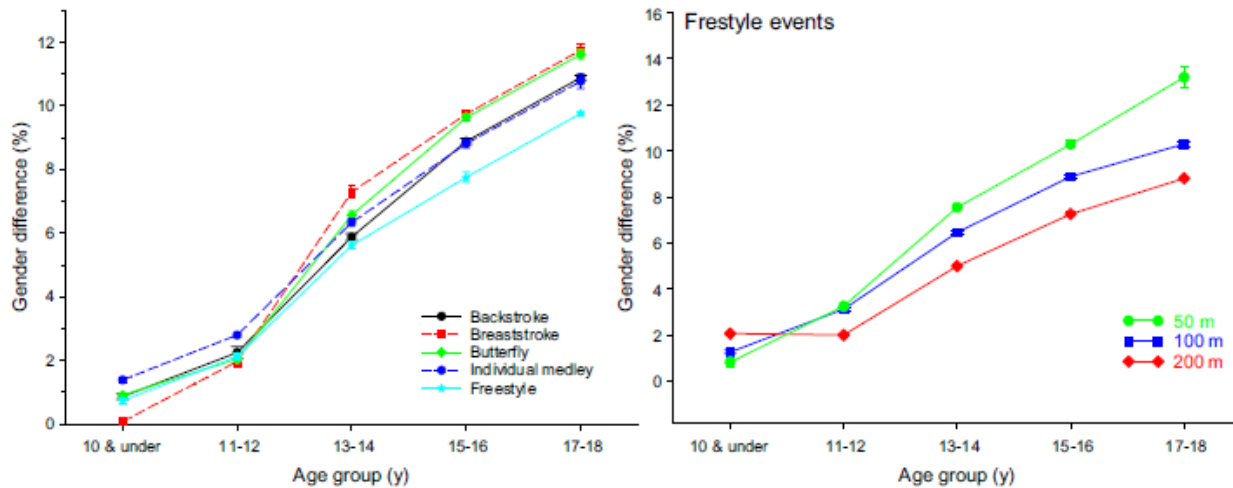 Gender difference (%)
12
10
8
6
4
2
0
Backstroke
Breaststroke
Butterfly
Individual medley
Freestyle
10 & under 11-12 13-14 15-16 17-18
Age group (y)
Frestyle events
Gender difference (%)
16
14
12
10
8
6
4
2
0
50 m
100 m
200 m
10 & under 11-12 13-14 15-16 17-18
Age group (y)